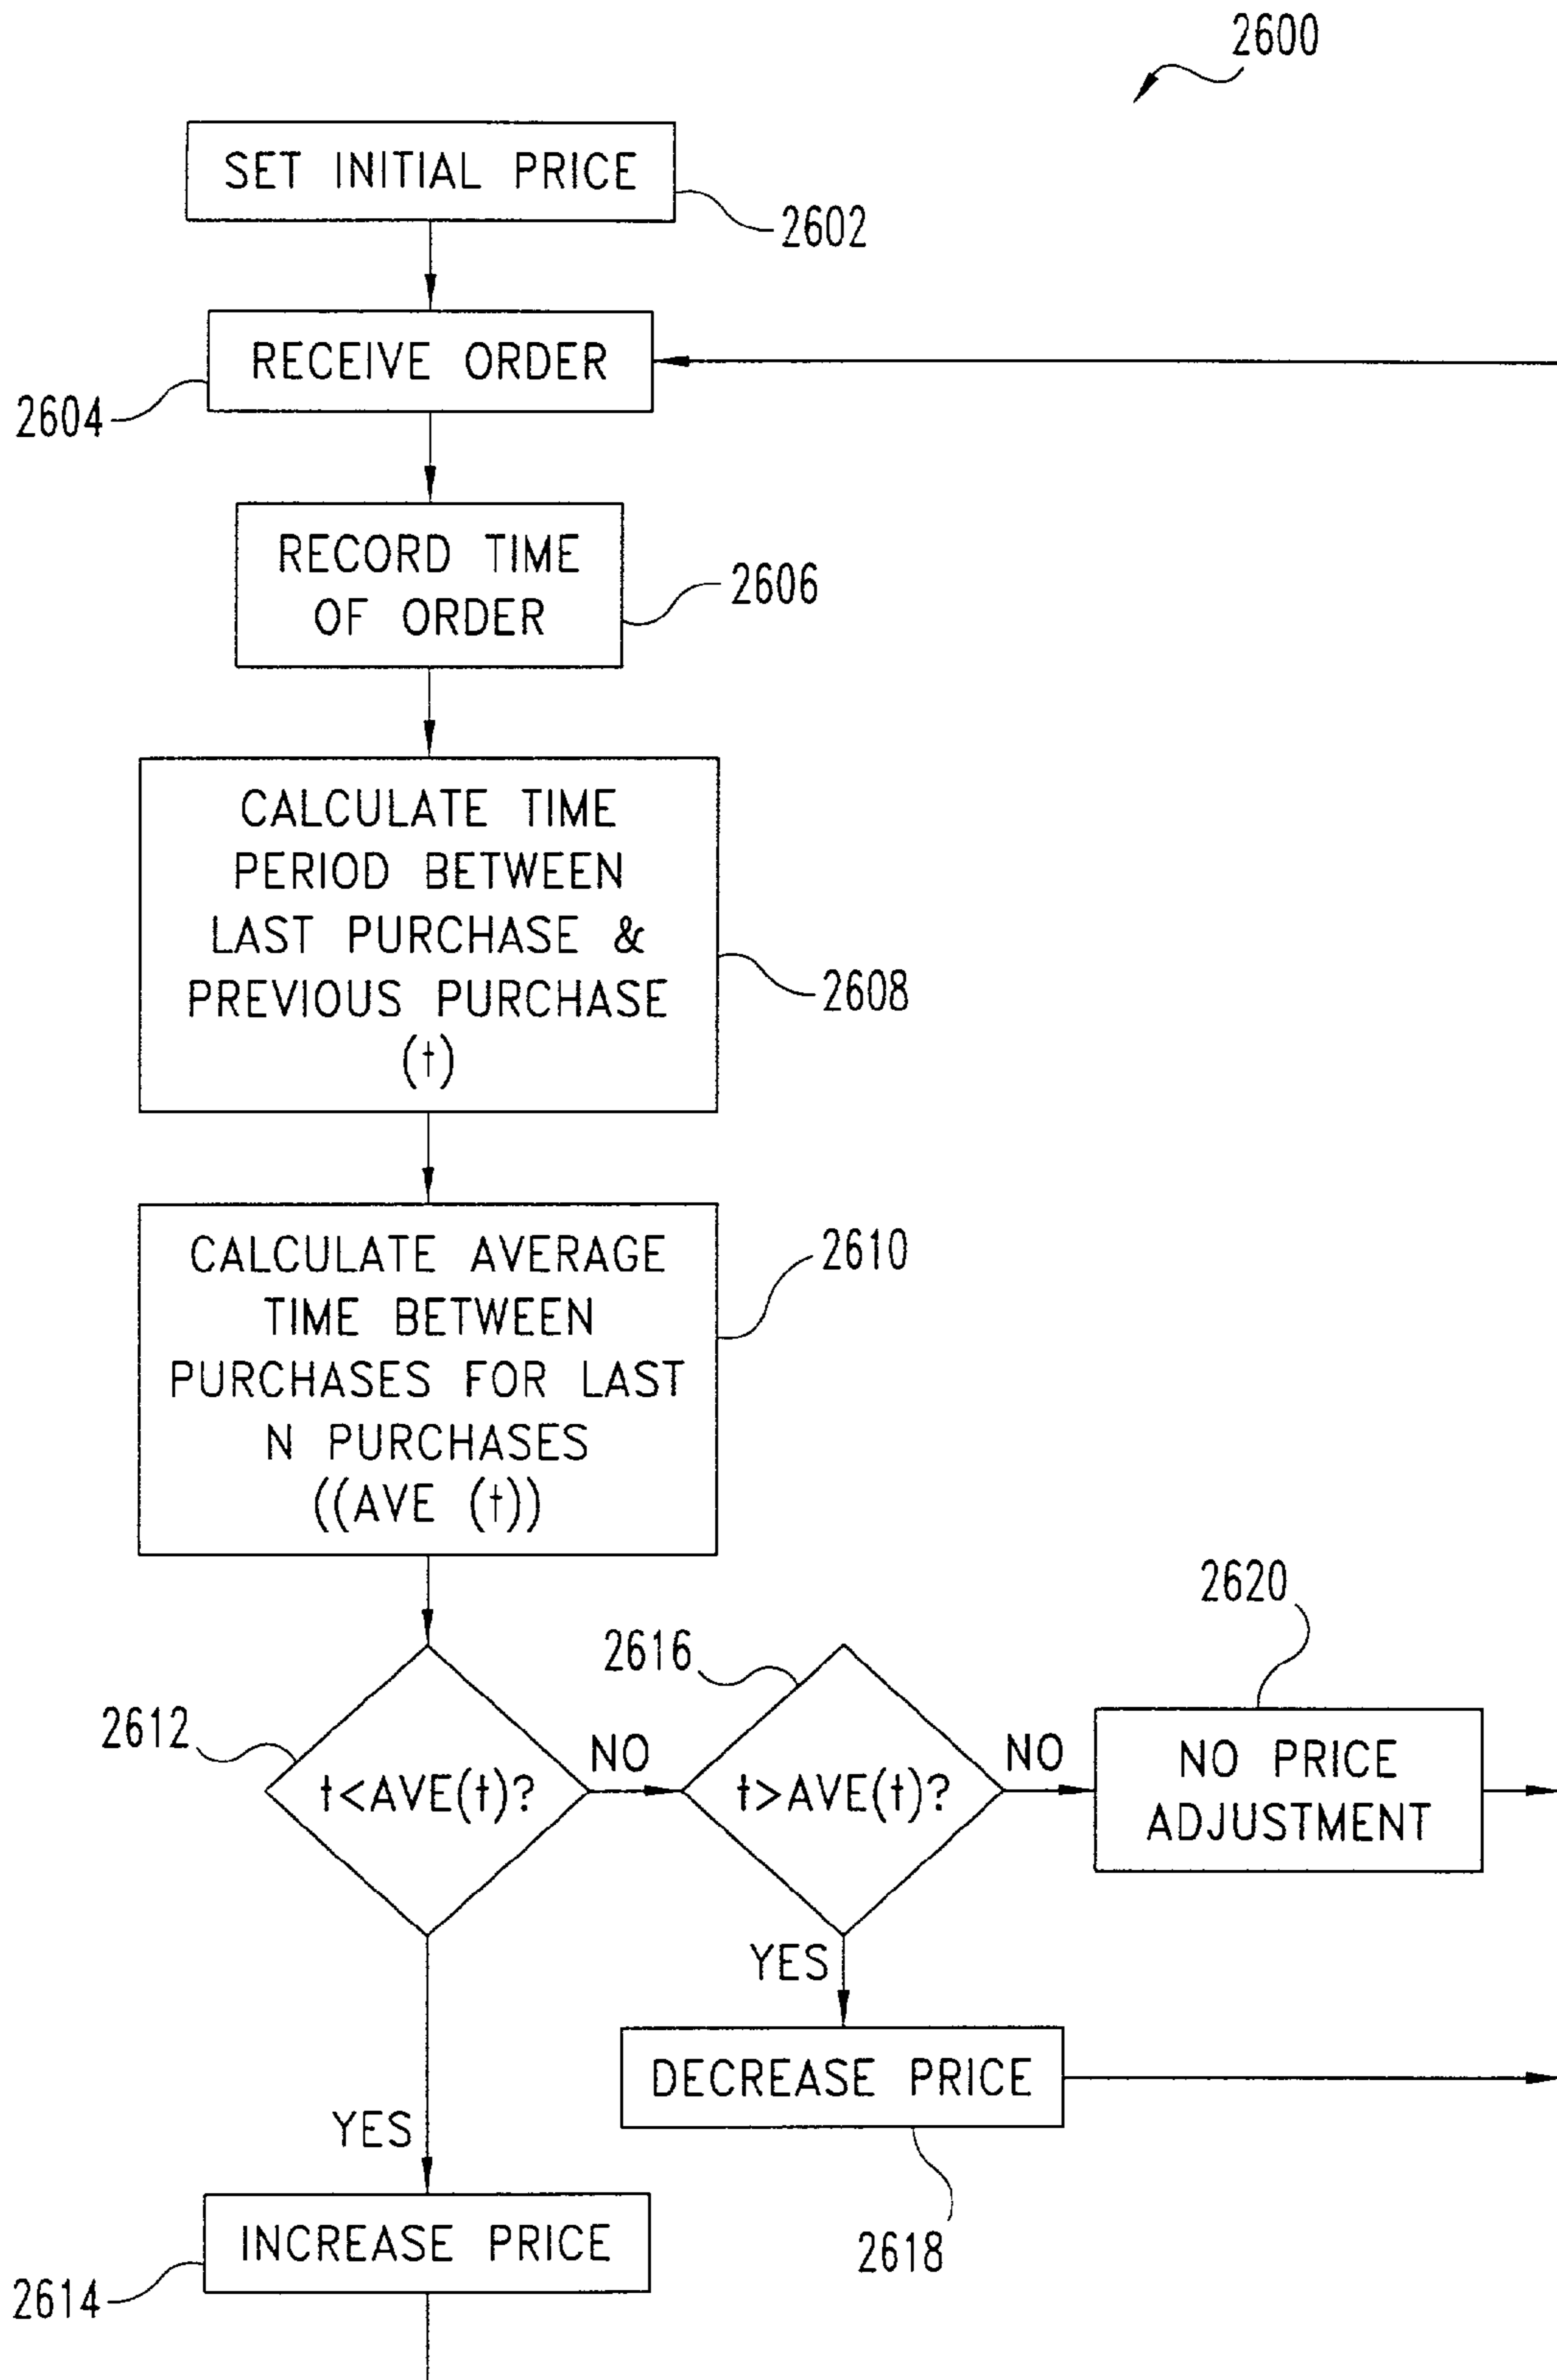 2600
SET INITIAL PRICE
2602
RECEIVE ORDER
2604
RECORD TIME
OF ORDER
2606
CALCULATE TIME
PERIOD BETWEEN
LAST PURCHASE &
PREVIOUS PURCHASE
(t)
2608
CALCULATE AVERAGE
TIME BETWEEN
PURCHASES FOR LAST
N PURCHASES
((AVE (t))
2610
2612
t<AVE(t)?
NO
2616
t>AVE(t)?
NO
2620
NO PRICE
ADJUSTMENT
YES
DECREASE PRICE
2618
YES
INCREASE PRICE
2614